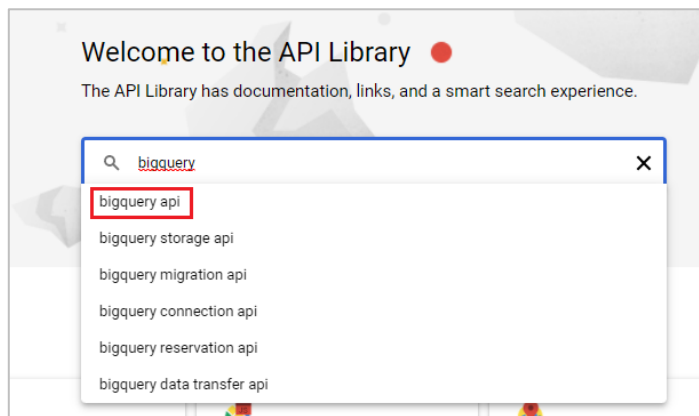 Welcome to the API Library
The API Library has documentation, links, and a smart search experience.
bigquery
bigquery api
bigquery storage api
bigquery migration api
bigquery connection api
bigquery reservation api
bigquery data transfer api